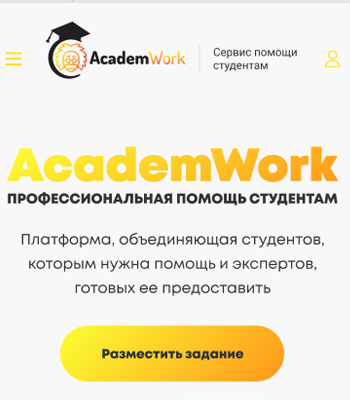 AcademWork
Сервис помощи
студентам
AcademWork
ПРОФЕССИОНАЛЬНАЯ ПОМОЩЬ СТУДЕНТАМ
Платформа, объединяющая студентов,
которым нужна помощь и экспертов,
готовых ее предоставить
Разместить задание